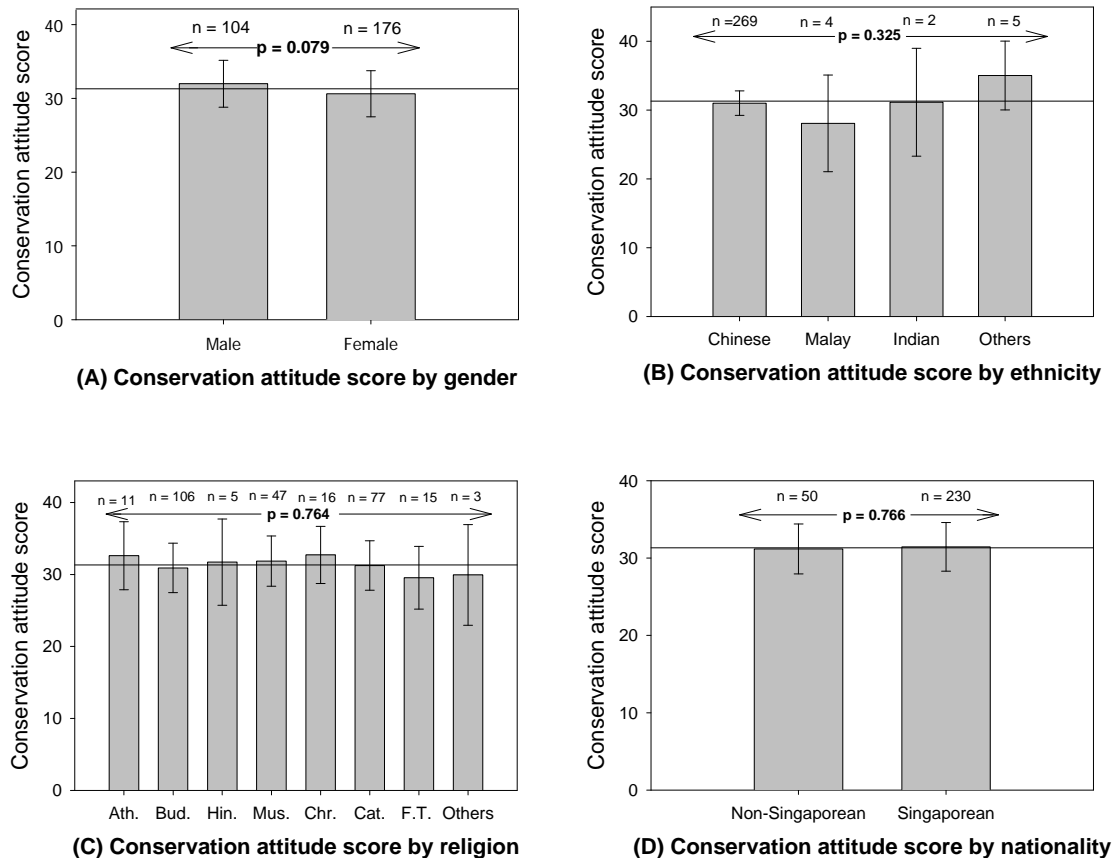 Conservation attitude score
40
30
20
10
0
n = 104
n = 176
p = 0.079
Male
Female
(A) Conservation attitude score by gender
Conservation attitude score
40
30
20
10
0
n =269
n = 4
n = 2
n = 5
p = 0.325
Chinese
Malay
Indian
Others
(B) Conservation attitude score by ethnicity
Conservation attitude score
40
30
20
10
0
n = 11
n = 106
n = 5
n = 47
n = 16
n = 77
n = 15
n = 3
p = 0.764
Ath.
Bud.
Hin.
Mus.
Chr.
Cat.
F.T.
Others
(C) Conservation attitude score by religion
Conservation attitude score
40
30
20
10
0
n = 50
n = 230
p = 0.766
Non-Singaporean
Singaporean
(D) Conservation attitude score by nationality